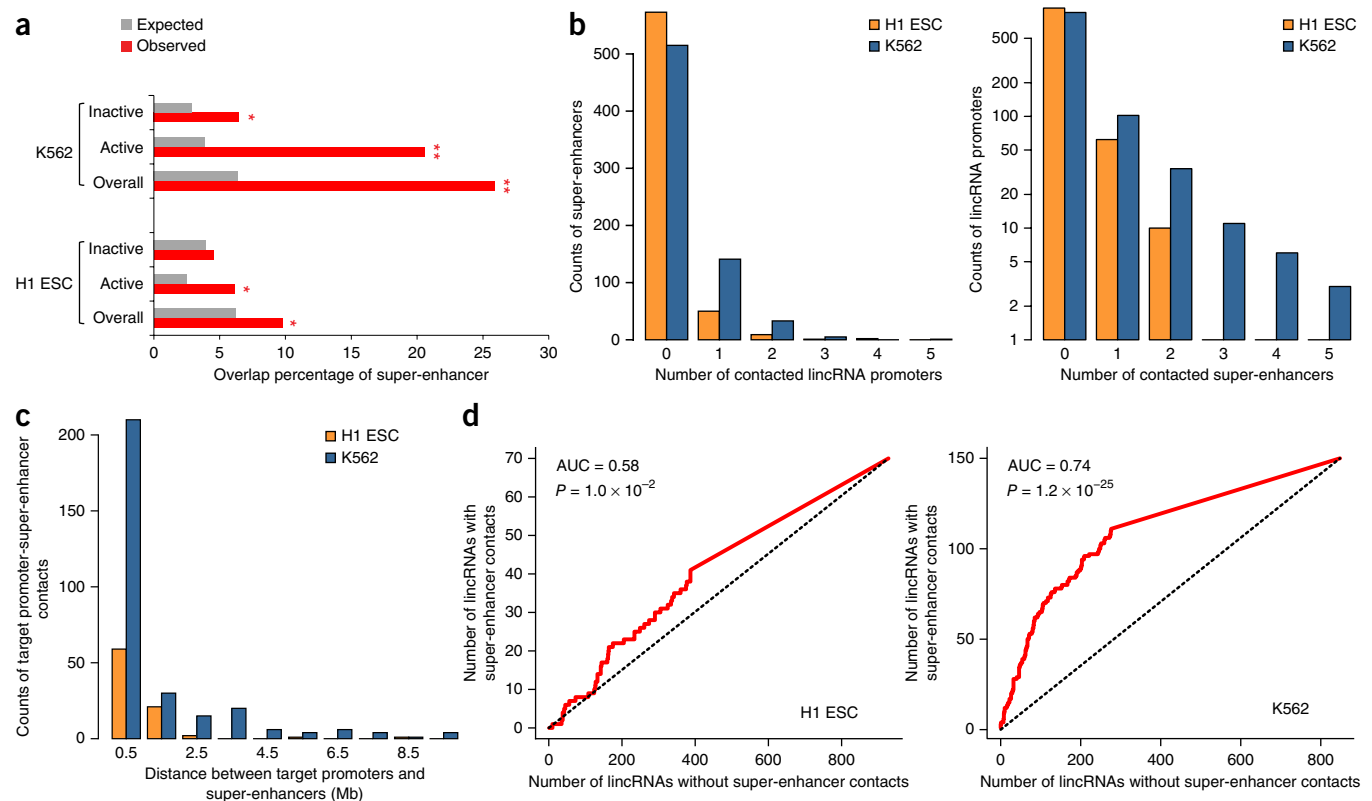 a
Expected
Observed
K562
Inactive
*
Active
**
Overall
**
H1 ESC
Inactive
Active
*
Overall
*
0 5 10 15 20 25 30
Overlap percentage of super-enhancer
b
H1 ESC
K562
Counts of super-enhancers
500
400
300
200
100
0
0 1 2 3 4 5
Number of contacted lincRNA promoters
H1 ESC
K562
Counts of lincRNA promoters
500
200
100
50
20
10
5
2
1
0 1 2 3 4 5
Number of contacted super-enhancers
c
H1 ESC
K562
Counts of target promoter-super-enhancer
contacts
200
150
100
50
0
0.5 2.5 4.5 6.5 8.5
Distance between target promoters and
super-enhancers (Mb)
d
Number of lincRNAs with
super-enhancer contacts
70
60
50
40
30
20
10
0
AUC = 0.58
P = 1.0 × 10⁻²
H1 ESC
0 200 400 600 800
Number of lincRNAs without super-enhancer contacts
Number of lincRNAs with
super-enhancer contacts
150
100
50
0
AUC = 0.74
P = 1.2 × 10⁻²⁵
K562
0 200 400 600 800
Number of lincRNAs without super-enhancer contacts